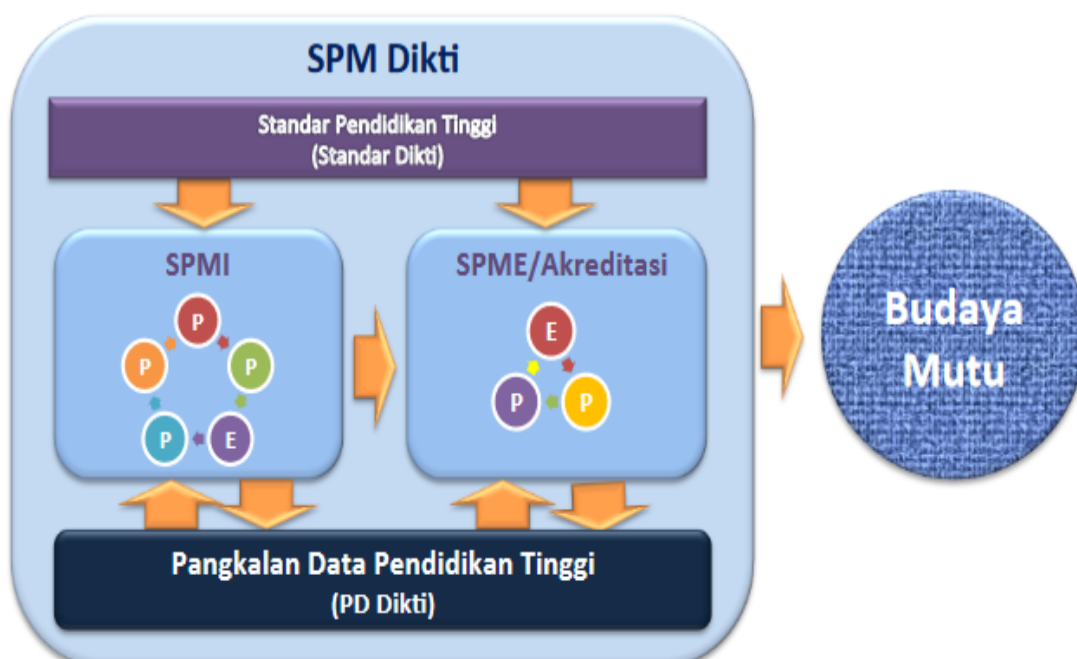 SPM Dikti
Standar Pendidikan Tinggi
(Standar Dikti)
SPMI
P
P
E
P
P
SPME/Akreditasi
E
P
P
Budaya
Mutu
Pangkalan Data Pendidikan Tinggi
(PD Dikti)